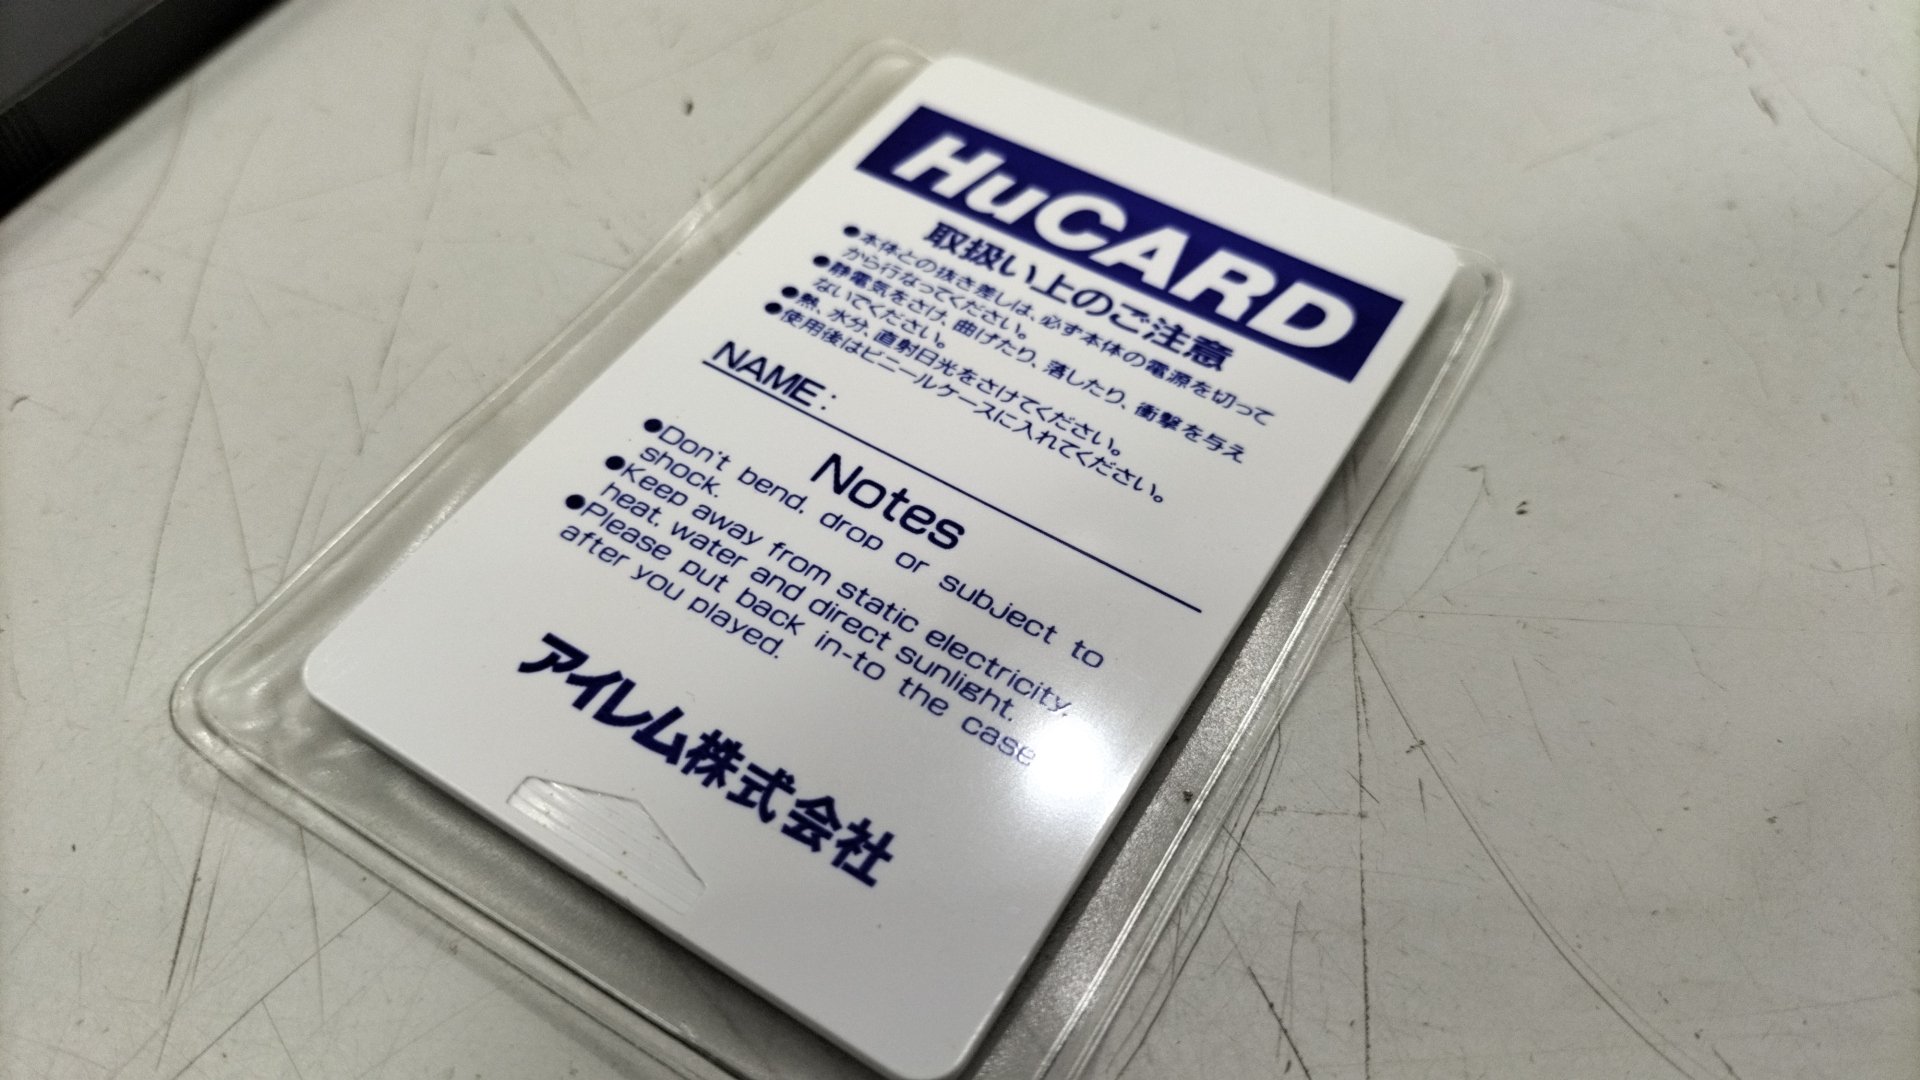 HuCARD
取扱い上のご注意
●本体との抜き差しは、必ず本体の電源を切って
から行なってください。
●静電気をさけ、曲げたり、落したり、衝撃を与え
ないでください。
●熱、水分、直射日光をさけてください。
●使用後はビニールケースに入れてください。
NAME:
Notes
●Don't bend, drop or subject to
shock.
●Keep away from static electricity,
heat, water and direct sunlight.
●Please put back in-to the case
after you played.
アイレム株式会社